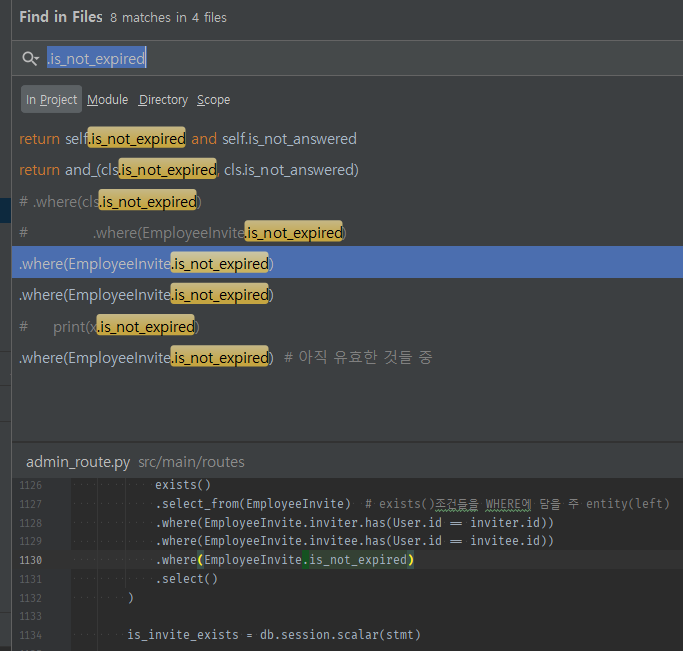 Find in Files 8 matches in 4 files
.is_not_expired
In Project Module Directory Scope
return self.is_not_expired and self.is_not_answered
return and_(cls.is_not_expired, cls.is_not_answered)
# .where(cls.is_not_expired)
# .where(EmployeeInvite.is_not_expired)
.where(EmployeeInvite.is_not_expired)
.where(EmployeeInvite.is_not_expired)
# print(x.is_not_expired)
.where(EmployeeInvite.is_not_expired) # 아직 유효한 것들 중
admin_route.py src/main/routes
1126 exists()
1127 .select_from(EmployeeInvite) # exists()조건들을 WHERE에 담을 주 entity(left)
1128 .where(EmployeeInvite.inviter.has(User.id == inviter.id))
1129 .where(EmployeeInvite.invitee.has(User.id == invitee.id))
1130 .where(EmployeeInvite.is_not_expired)
1131 .select()
1132 )
1133
1134 is_invite_exists = db.session.scalar(stmt)